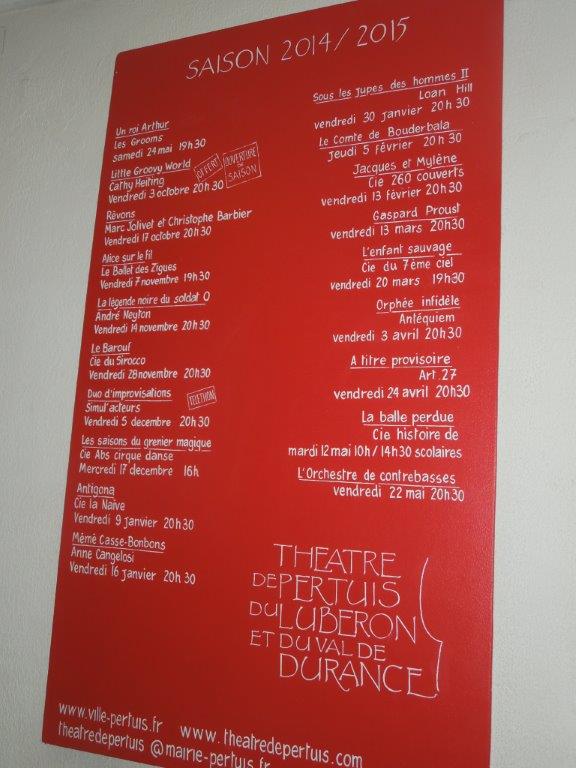 SAISON 2014/2015
Un roi Arthur
Les Grooms
samedi 24 mai 19h30
Little Groovy World
Cathy Heiting
Vendredi 3 octobre 20h30
OFFERT
OUVERTURE
DE
SAISON
Rêvons
Marc Jolivet et Christophe Barbier
Vendredi 17 octobre 20h30
Alice sur le fil
Le Ballet des Zigues
Vendredi 7 novembre 19h30
La légende noire du soldat O
André Neyton
Vendredi 14 novembre 20h30
Le Barouf
Cie du Sirocco
Vendredi 28 novembre 20h30
Duo d'improvisations
Simul'acteurs
Vendredi 5 decembre 20h30
TELETHON
Les saisons du grenier magique
Cie Abs cirque danse
Mercredi 17 decembre 16h
Antigona
Cie la Naïve
Vendredi 9 janvier 20h30
Mémé Casse-Bonbons
Anne Cangelosi
Vendredi 16 janvier 20h30
Sous les jupes des hommes II
Loan Hill
vendredi 30 janvier 20h30
Le Comte de Bouderbala
jeudi 5 février 20h30
Jacques et Mylène
Cie 260 couverts
vendredi 13 février 20h30
Gaspard Proust
vendredi 13 mars 20h30
L'enfant sauvage
Cie du 7ème ciel
vendredi 20 mars 19h30
Orphée infidèle
Antéquiem
vendredi 3 avril 20h30
A titre provisoire
Art.27
vendredi 24 avril 20h30
La balle perdue
Cie histoire de
mardi 12 mai 10h/14h30 scolaires
L'Orchestre de contrebasses
vendredi 22 mai 20h30
THEATRE
DE PERTUIS
DU LUBERON
ET DU VAL DE
DURANCE
www.ville-pertuis.fr www.theatredepertuis.com
theatredepertuis@mairie-pertuis.fr